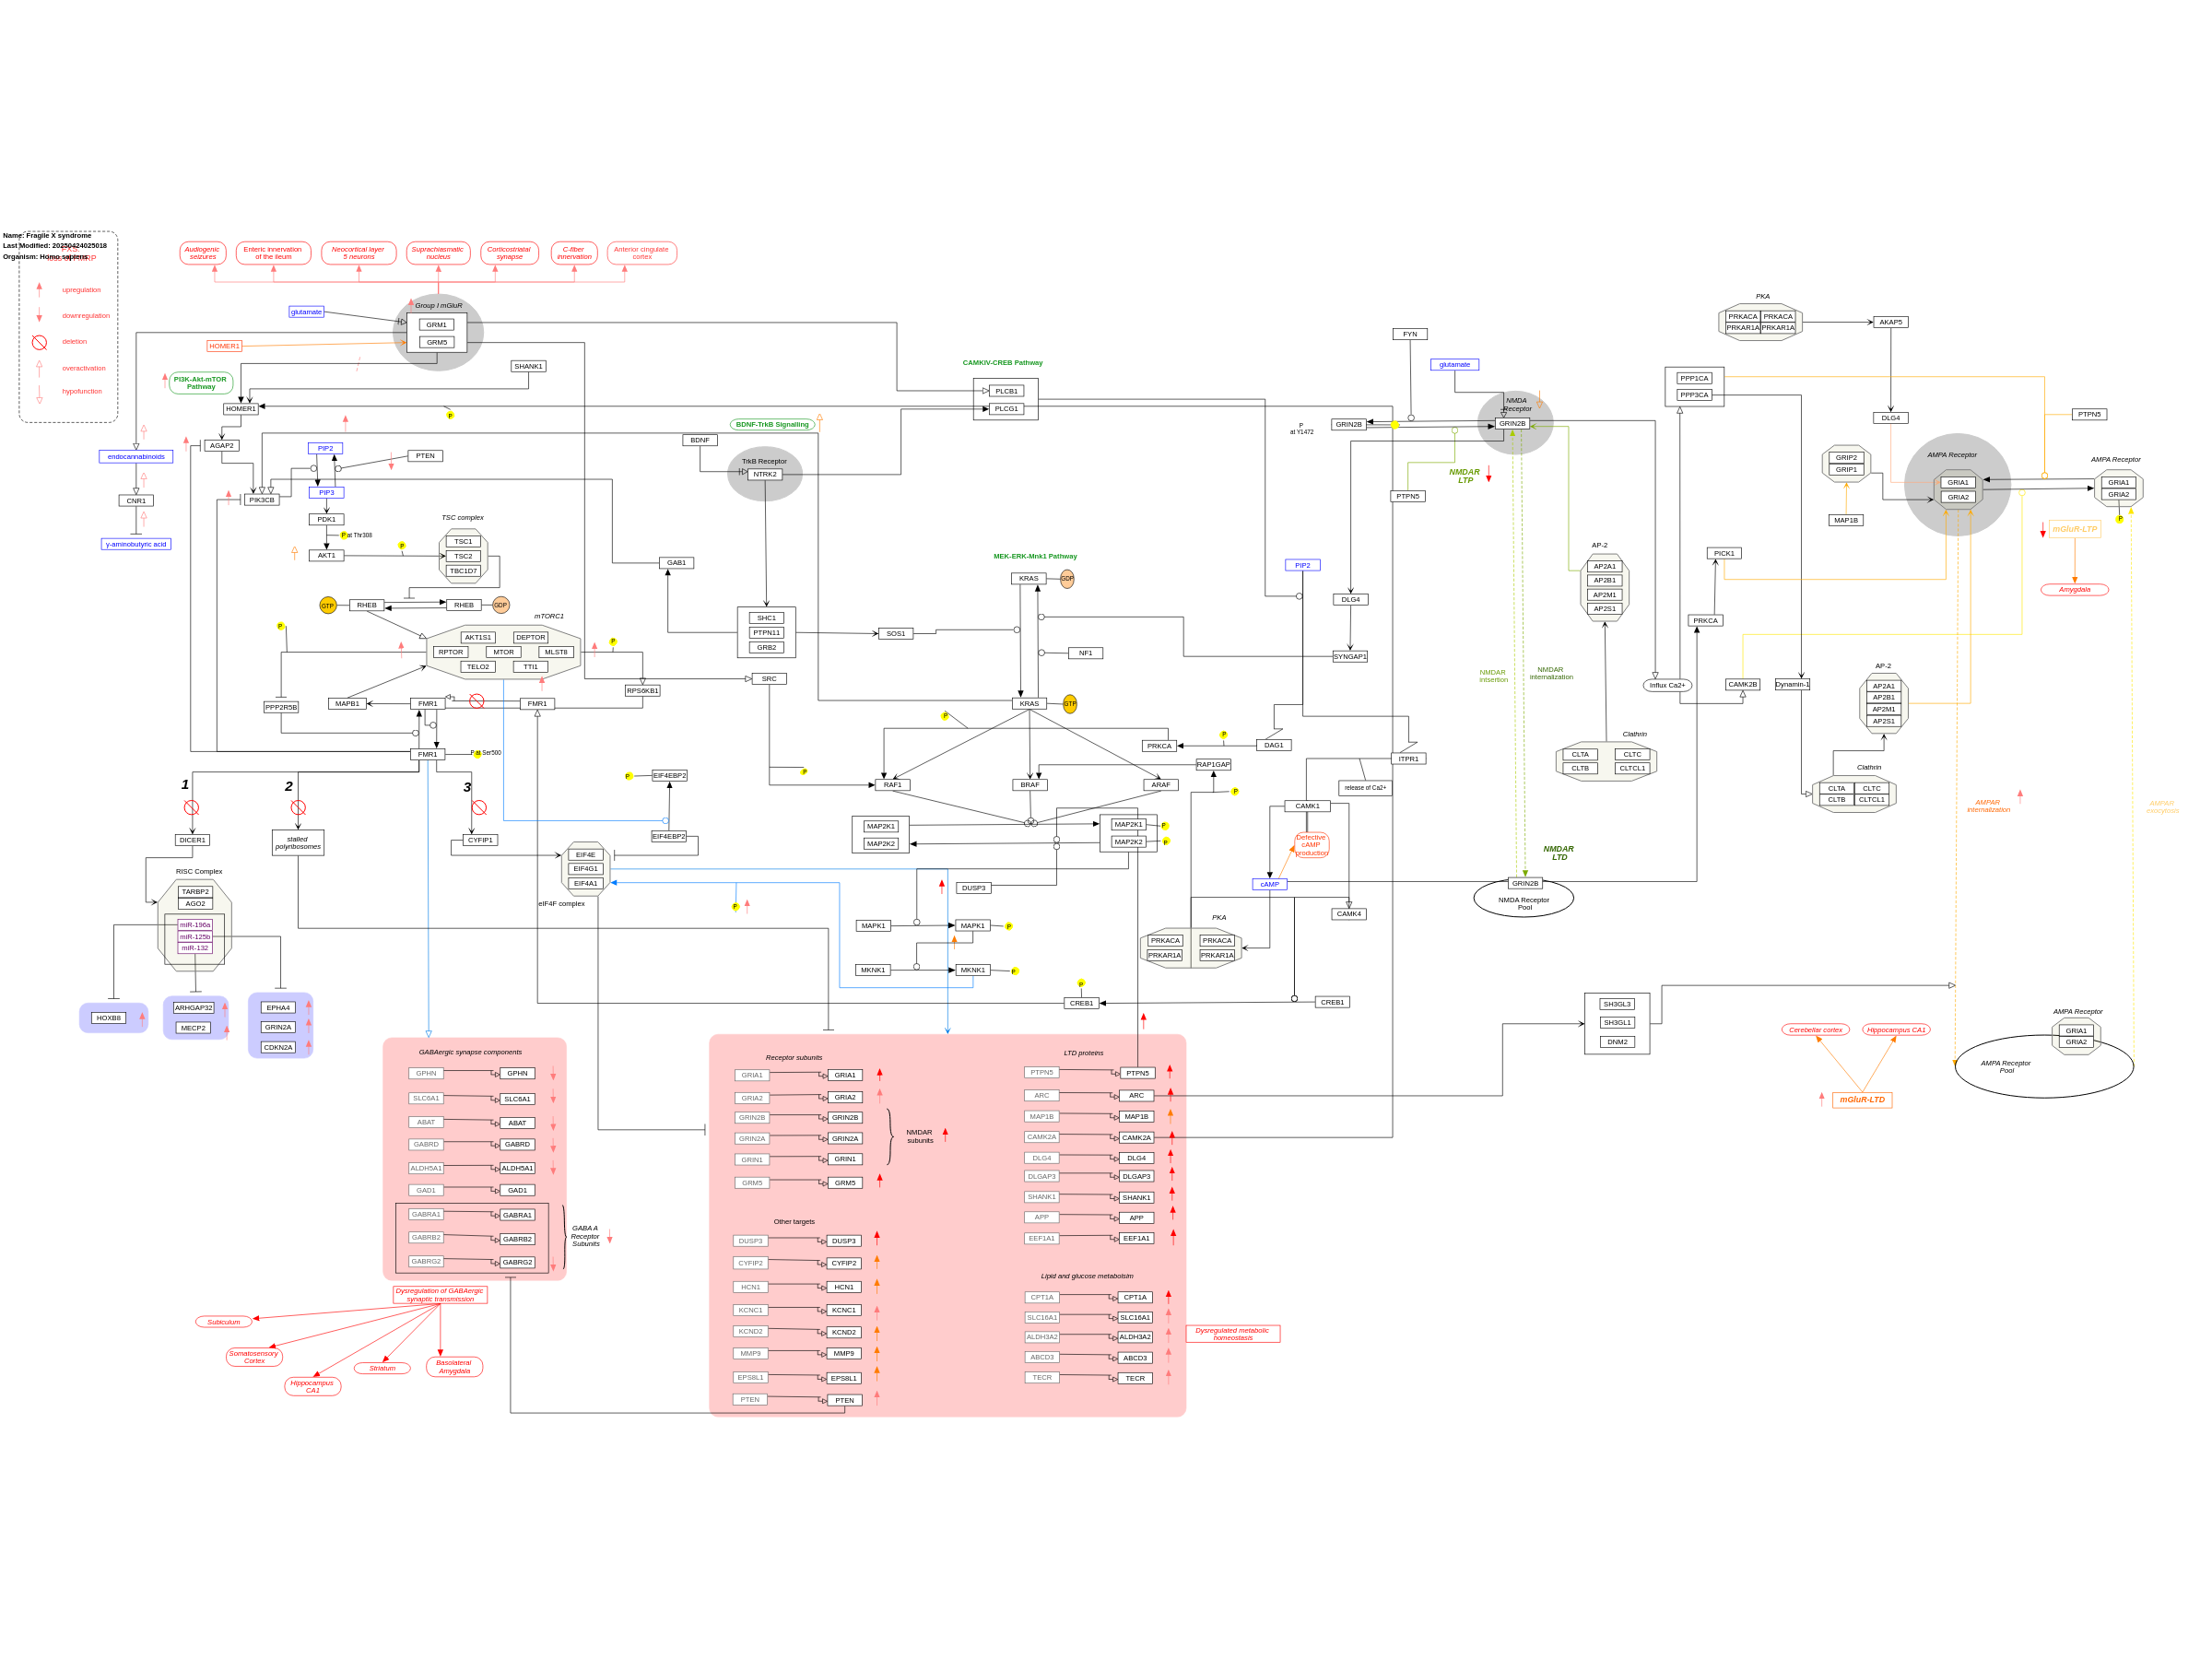 Name: Fragile X syndrome
Last Modified: 20250424025018
Organism: Homo sapiens
FXS:
upregulation
downregulation
deletion
overactivation
hypofunction
Audiogenic
seizures
Enteric innervation
of the ileum
Neocortical layer
5 neurons
Suprachiasmatic
nucleus
Corticostriatal
synapse
C-fiber
innervation
Anterior cingulate
cortex
glutamate
Group I mGluR
GRM1
GRM5
HOMER1
SHANK1
PI3K-Akt-mTOR
Pathway
HOMER1
P
AGAP2
endocannabinoids
CNR1
γ-aminobutyric acid
PIP2
PTEN
PIP3
PIK3CB
PDK1
P at Thr308
AKT1
P
TSC complex
TSC1
TSC2
TBC1D7
GTP
RHEB
RHEB
GDP
mTORC1
AKT1S1
DEPTOR
RPTOR
MTOR
MLST8
TELO2
TTI1
P
P
RPS6KB1
PPP2R5B
MAPB1
FMR1
FMR1
FMR1
P at Ser500
1
2
3
DICER1
stalled
polyribosomes
CYFIP1
RISC Complex
TARBP2
AGO2
miR-196a
miR-125b
miR-132
HOXB8
ARHGAP32
MECP2
EPHA4
GRIN2A
CDKN2A
P
EIF4EBP2
EIF4EBP2
EIF4E
EIF4G1
EIF4A1
eIF4F complex
P
BDNF-TrkB Signalling
BDNF
TrkB Receptor
NTRK2
GAB1
SHC1
PTPN11
GRB2
SOS1
SRC
CAMKIV-CREB Pathway
PLCB1
PLCG1
MEK-ERK-Mnk1 Pathway
KRAS
GDP
NF1
KRAS
GTP
P
P
RAF1
BRAF
ARAF
PRKCA
P
DAG1
RAP1GAP
P
ITPR1
release of Ca2+
MAP2K1
MAP2K2
MAP2K1
P
MAP2K2
P
DUSP3
MAPK1
MAPK1
P
MKNK1
MKNK1
P
CAMK1
Defective
cAMP
production
cAMP
CAMK4
PKA
PRKACA
PRKACA
PRKAR1A
PRKAR1A
P
CREB1
CREB1
PIP2
DLG4
SYNGAP1
FYN
glutamate
GRIN2B
P
at Y1472
NMDA
Receptor
GRIN2B
NMDAR
LTP
PTPN5
AP-2
AP2A1
AP2B1
AP2M1
AP2S1
NMDAR
insertion
NMDAR
internalization
Clathrin
CLTA
CLTC
CLTB
CLTCL1
NMDAR
LTD
GRIN2B
NMDA Receptor
Pool
PKA
PRKACA
PRKACA
PRKAR1A
PRKAR1A
AKAP5
PPP1CA
PPP3CA
DLG4
PTPN5
GRIP2
GRIP1
MAP1B
AMPA Receptor
GRIA1
GRIA2
AMPA Receptor
GRIA1
GRIA2
P
mGluR-LTP
Amygdala
PICK1
PRKCA
Influx Ca2+
CAMK2B
Dynamin-1
AP-2
AP2A1
AP2B1
AP2M1
AP2S1
Clathrin
CLTA
CLTC
CLTB
CLTCL1
AMPAR
internalization
AMPAR
exocytosis
SH3GL3
SH3GL1
DNM2
Cerebellar cortex
Hippocampus CA1
mGluR-LTD
AMPA Receptor
GRIA1
GRIA2
AMPA Receptor
Pool
GABAergic synapse components
GPHN
GPHN
SLC6A1
SLC6A1
ABAT
ABAT
GABRD
GABRD
ALDH5A1
ALDH5A1
GAD1
GAD1
GABRA1
GABRA1
GABRB2
GABRB2
GABRG2
GABRG2
GABA A
Receptor
Subunits
Dysregulation of GABAergic
synaptic transmission
Subiculum
Somatosensory
Cortex
Hippocampus
CA1
Striatum
Basolateral
Amygdala
Receptor subunits
GRIA1
GRIA1
GRIA2
GRIA2
GRIN2B
GRIN2B
GRIN2A
GRIN2A
GRIN1
GRIN1
GRM5
GRM5
NMDAR
subunits
Other targets
DUSP3
DUSP3
CYFIP2
CYFIP2
HCN1
HCN1
KCNC1
KCNC1
KCND2
KCND2
MMP9
MMP9
EPS8L1
EPS8L1
PTEN
PTEN
LTD proteins
PTPN5
PTPN5
ARC
ARC
MAP1B
MAP1B
CAMK2A
CAMK2A
DLG4
DLG4
DLGAP3
DLGAP3
SHANK1
SHANK1
APP
APP
EEF1A1
EEF1A1
Lipid and glucose metabolsim
CPT1A
CPT1A
SLC16A1
SLC16A1
ALDH3A2
ALDH3A2
ABCD3
ABCD3
TECR
TECR
Dysregulated metabolic
homeostasis